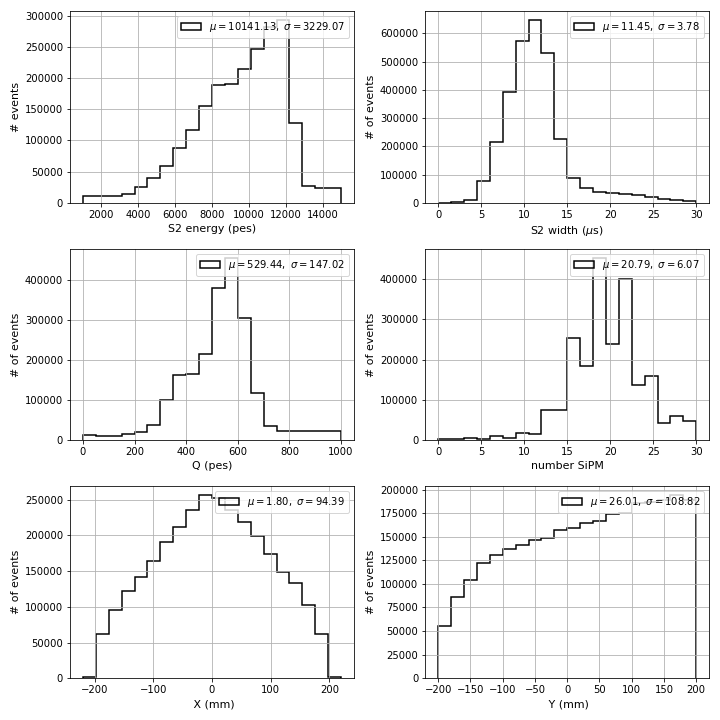 μ = 10141.13, σ = 3229.07
# events
300000
250000
200000
150000
100000
50000
0
2000 4000 6000 8000 10000 12000 14000
S2 energy (pes)
μ = 11.45, σ = 3.78
# of events
600000
500000
400000
300000
200000
100000
0
0 5 10 15 20 25 30
S2 width (μs)
μ = 529.44, σ = 147.02
# of events
400000
300000
200000
100000
0
0 200 400 600 800 1000
Q (pes)
μ = 20.79, σ = 6.07
# of events
400000
300000
200000
100000
0
0 5 10 15 20 25 30
number SiPM
μ = 1.80, σ = 94.39
# of events
250000
200000
150000
100000
50000
0
−200 −100 0 100 200
X (mm)
μ = 26.01, σ = 108.82
# of events
200000
175000
150000
125000
100000
75000
50000
25000
0
−200 −150 −100 −50 0 50 100 150 200
Y (mm)